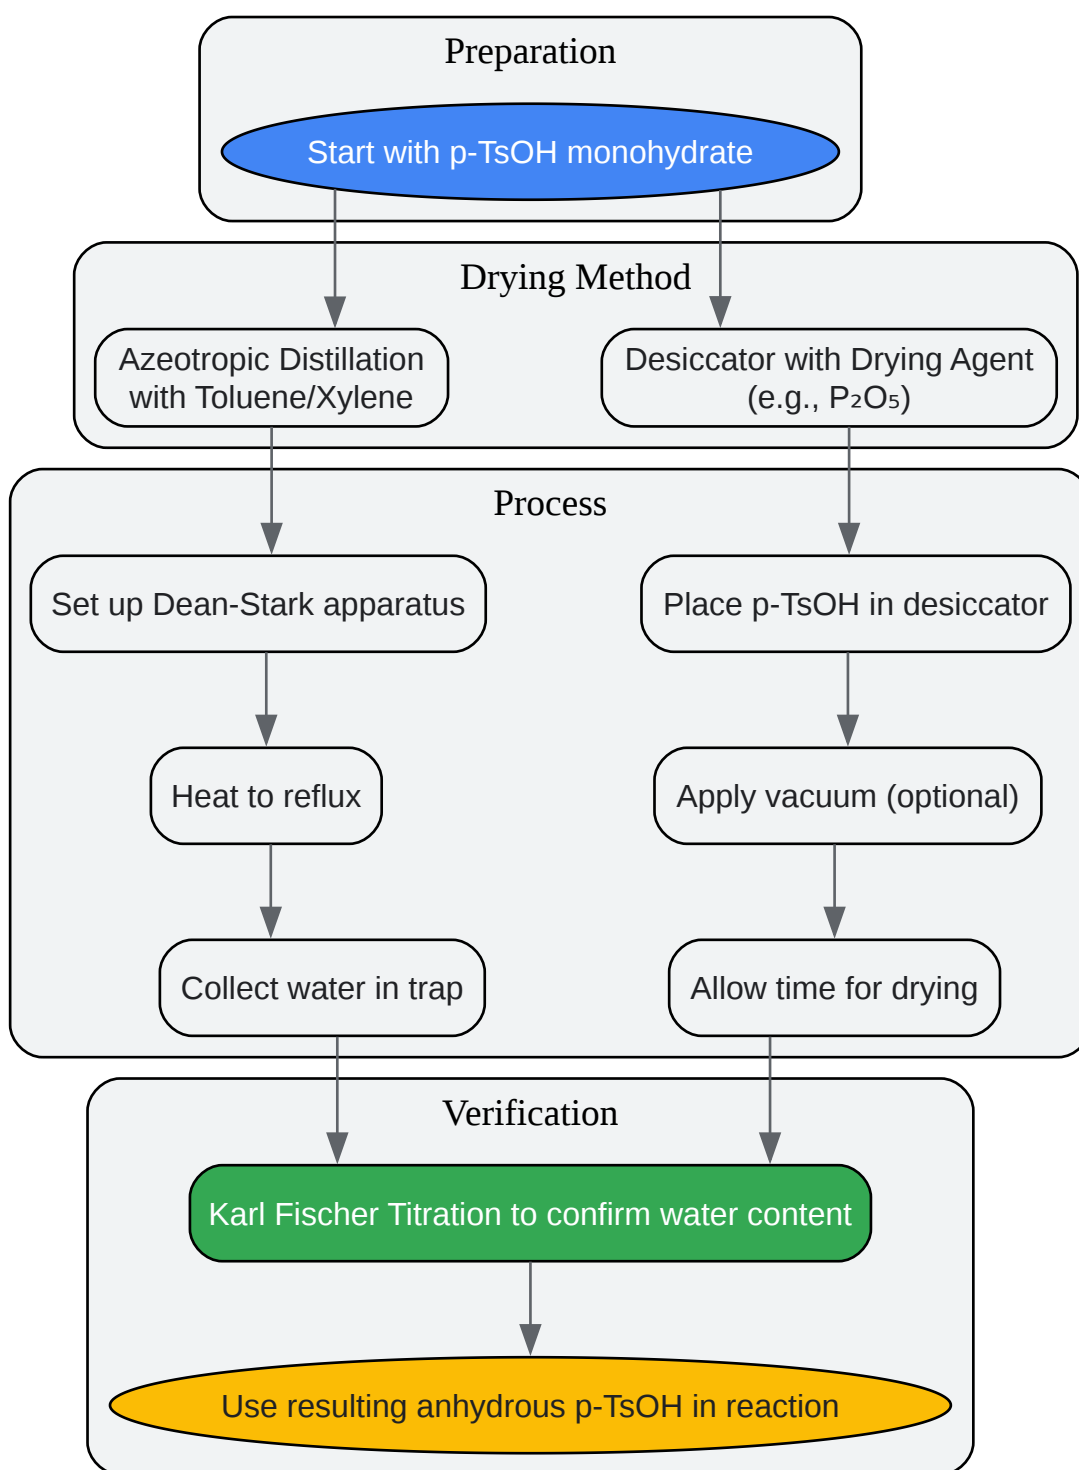 Preparation
Start with p-TsOH monohydrate
Drying Method
Azeotropic Distillation
with Toluene/Xylene
Desiccator with Drying Agent
(e.g., P₂O₅)
Process
Set up Dean-Stark apparatus
Place p-TsOH in desiccator
Heat to reflux
Apply vacuum (optional)
Collect water in trap
Allow time for drying
Verification
Karl Fischer Titration to confirm water content
Use resulting anhydrous p-TsOH in reaction